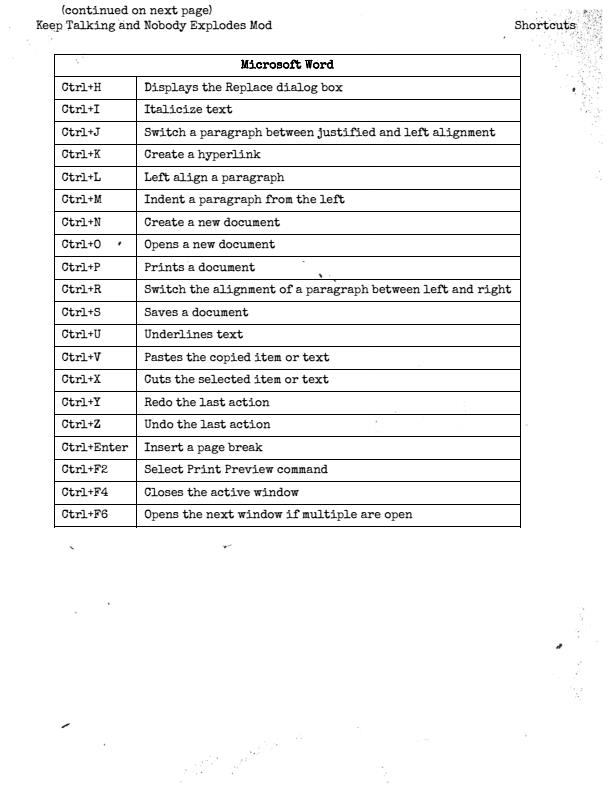 (continued on next page)
Keep Talking and Nobody Explodes Mod Shortcuts
Microsoft Word
Ctrl+H Displays the Replace dialog box
Ctrl+I Italicize text
Ctrl+J Switch a paragraph between justified and left alignment
Ctrl+K Create a hyperlink
Ctrl+L Left align a paragraph
Ctrl+M Indent a paragraph from the left
Ctrl+N Create a new document
Ctrl+O Opens a new document
Ctrl+P Prints a document
Ctrl+R Switch the alignment of a paragraph between left and right
Ctrl+S Saves a document
Ctrl+U Underlines text
Ctrl+V Pastes the copied item or text
Ctrl+X Cuts the selected item or text
Ctrl+Y Redo the last action
Ctrl+Z Undo the last action
Ctrl+Enter Insert a page break
Ctrl+F2 Select Print Preview command
Ctrl+F4 Closes the active window
Ctrl+F6 Opens the next window if multiple are open